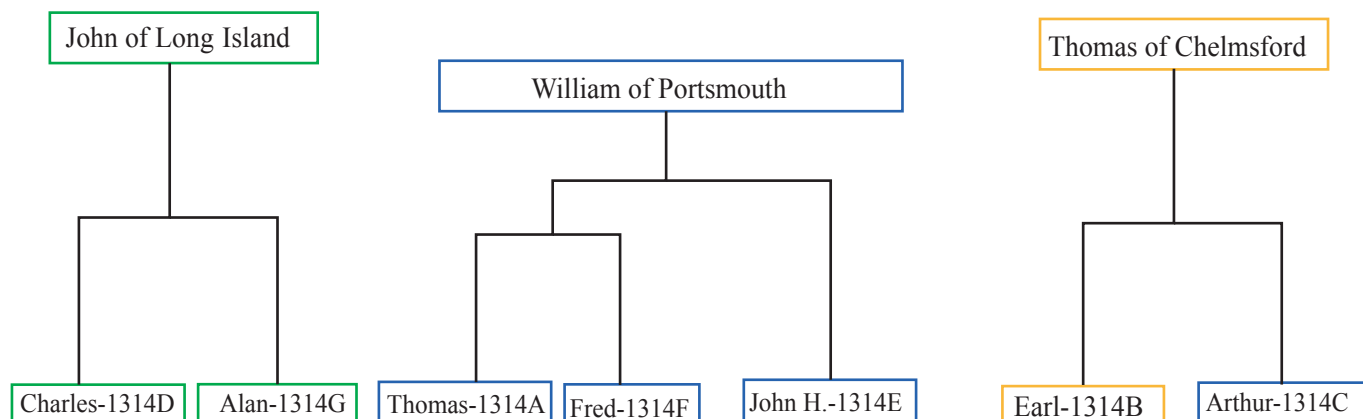 John of Long Island
William of Portsmouth
Thomas of Chelmsford
Charles-1314D
Alan-1314G
Thomas-1314A
Fred-1314F
John H.-1314E
Earl-1314B
Arthur-1314C